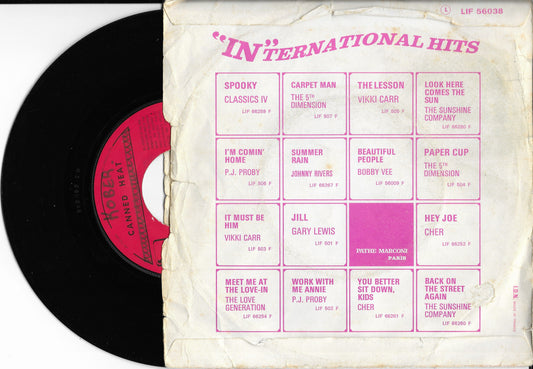 Ⓛ LIF 56038
"IN"TERNATIONAL HITS
SPOOKY
CLASSICS IV
LIF 66259 F
CARPET MAN
THE 5TH
DIMENSION
LIF 507 F
THE LESSON
VIKKI CARR
LIF 505 F
LOOK HERE
COMES THE
SUN
THE SUNSHINE
COMPANY
LIF 66280 F
I'M COMIN'
HOME
P.J. PROBY
LIF 506 F
SUMMER
RAIN
JOHNNY RIVERS
LIF 66267 F
BEAUTIFUL
PEOPLE
BOBBY VEE
LIF 56009 F
PAPER CUP
THE 5TH
DIMENSION
LIF 504 F
IT MUST BE
HIM
VIKKI CARR
LIF 503 F
JILL
GARY LEWIS
LIF 501 F
PATHE MARCONI
PARIS
HEY JOE
CHER
LIF 66252 F
MEET ME AT
THE LOVE-IN
THE LOVE
GENERATION
LIF 66254 F
WORK WITH
ME ANNIE
P.J. PROBY
LIF 502 F
YOU BETTER
SIT DOWN,
KIDS
CHER
LIF 66261 F
BACK ON
THE STREET
AGAIN
THE SUNSHINE
COMPANY
LIF 66260 F
CANNED HEAT